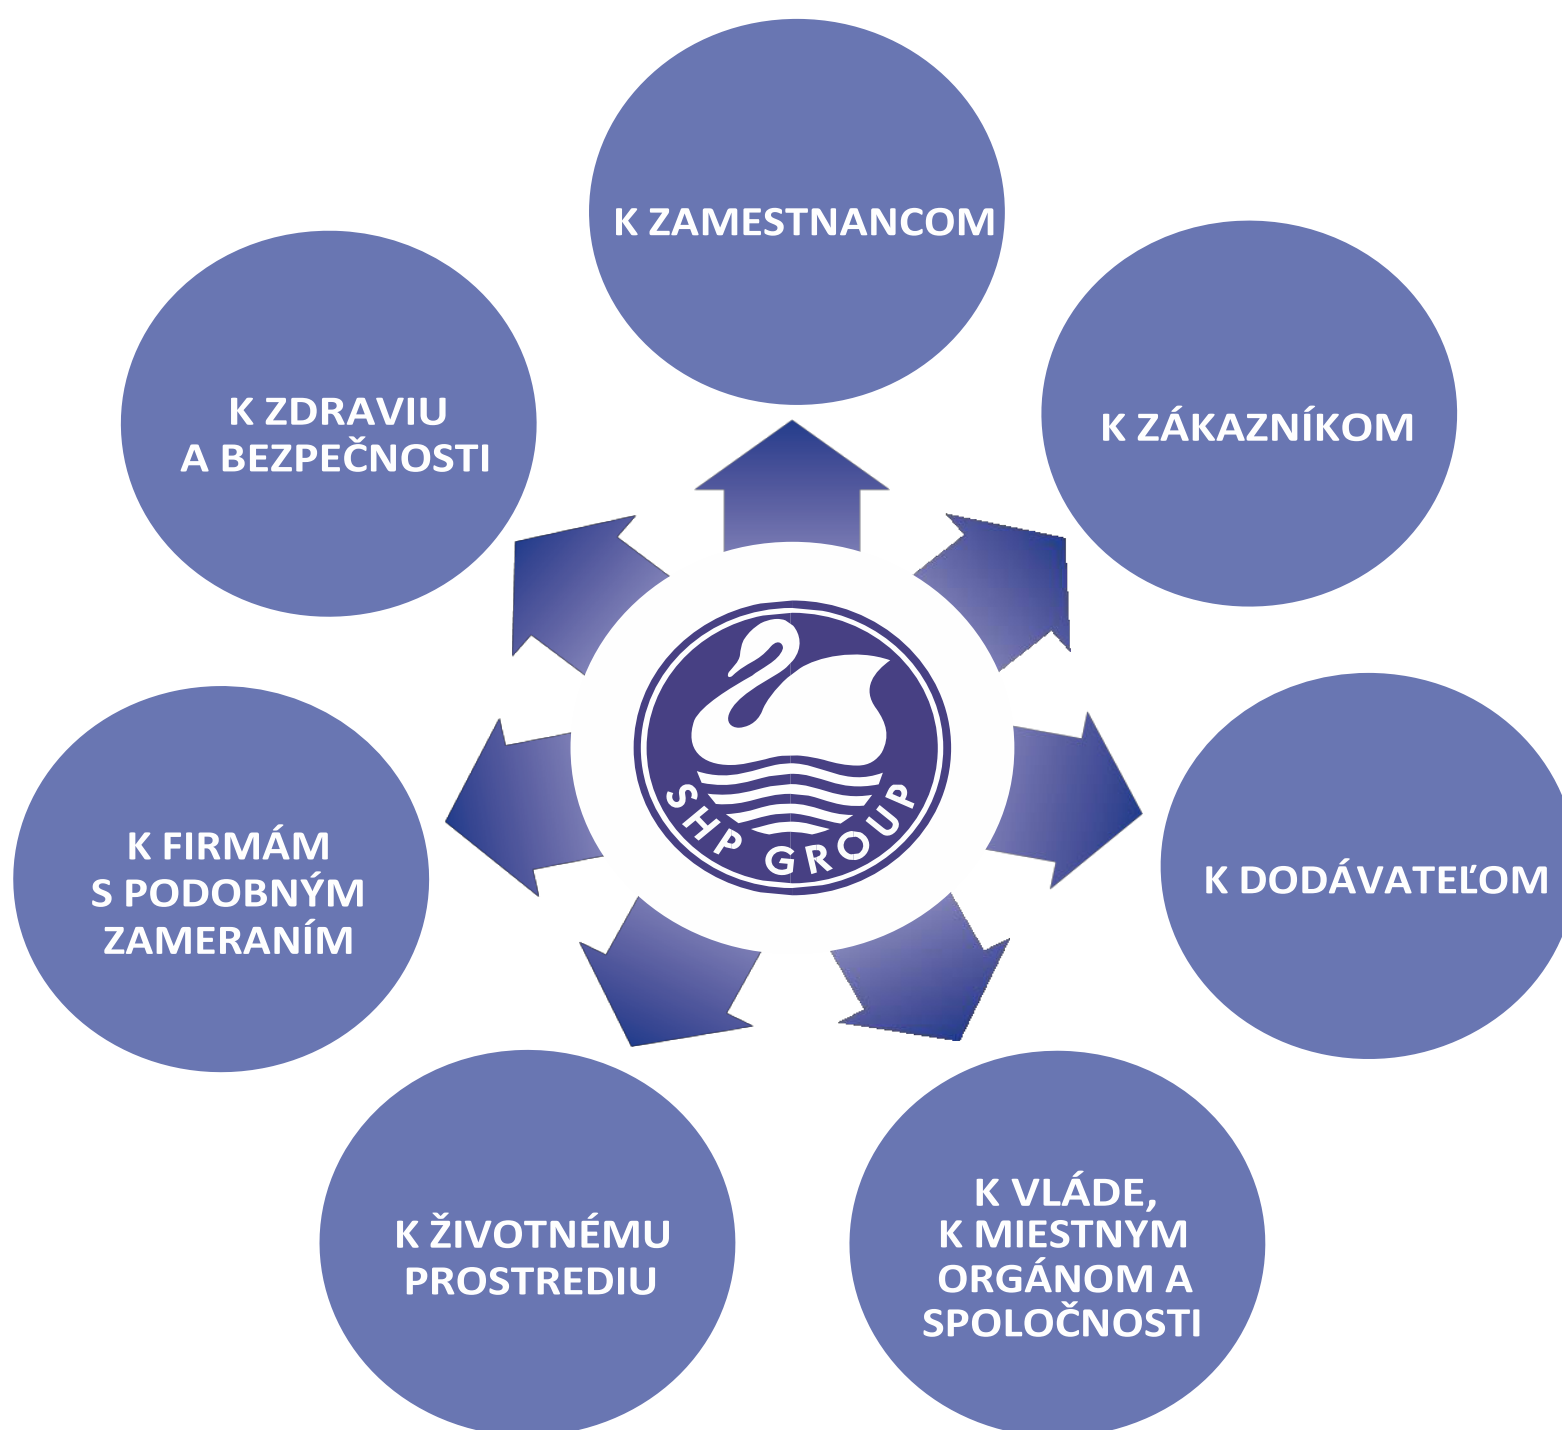 K ZAMESTNANCOM
K ZÁKAZNÍKOM
K DODÁVATEĽOM
K VLÁDE,
K MIESTNYM
ORGÁNOM A
SPOLOČNOSTI
K ŽIVOTNÉMU
PROSTREDIU
K FIRMÁM
S PODOBNÝM
ZAMERANÍM
K ZDRAVIU
A BEZPEČNOSTI
SHP GROUP